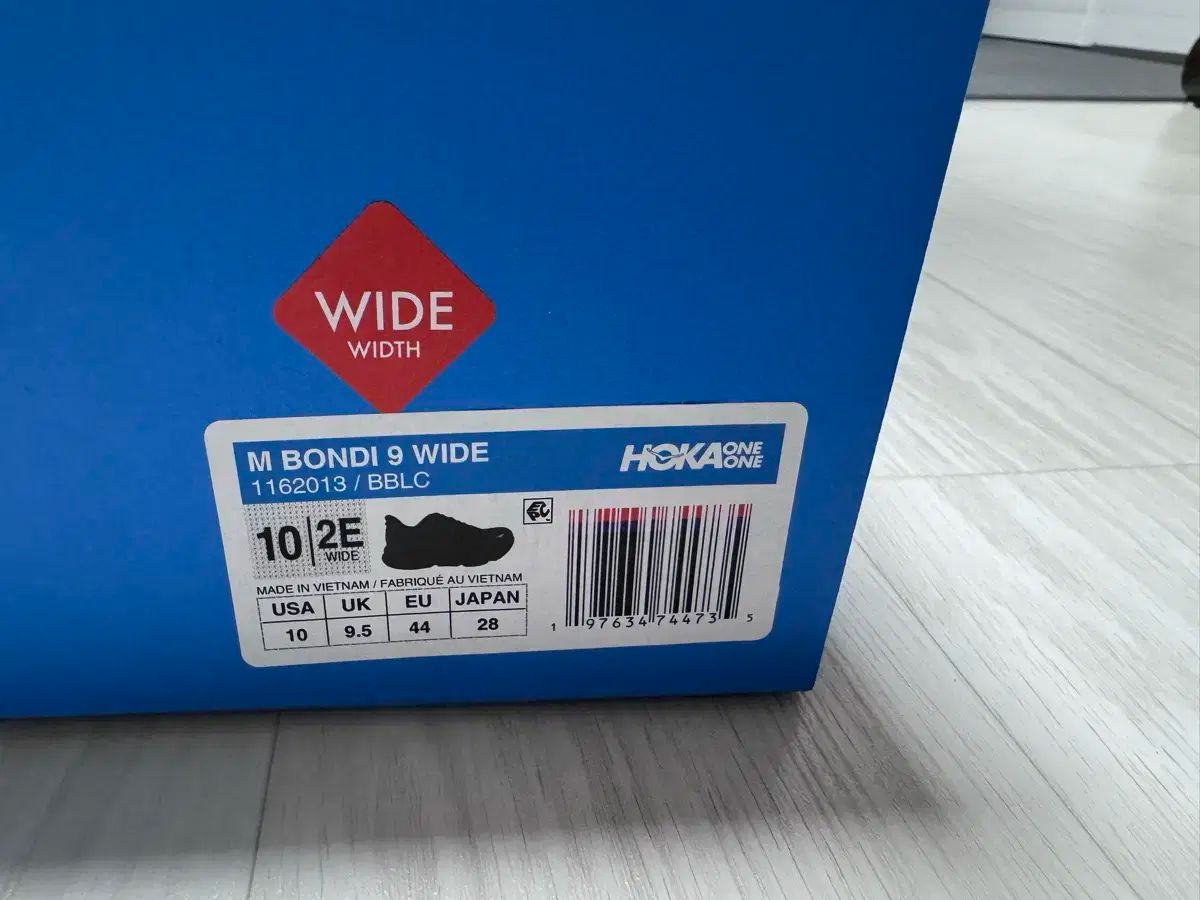 WIDE
WIDTH
M BONDI 9 WIDE
1162013 / BBLC
HOKA ONE ONE
10 | 2E WIDE
MADE IN VIETNAM / FABRIQUÉ AU VIETNAM
USA UK EU JAPAN
10 9.5 44 28
1 97634 74473 5